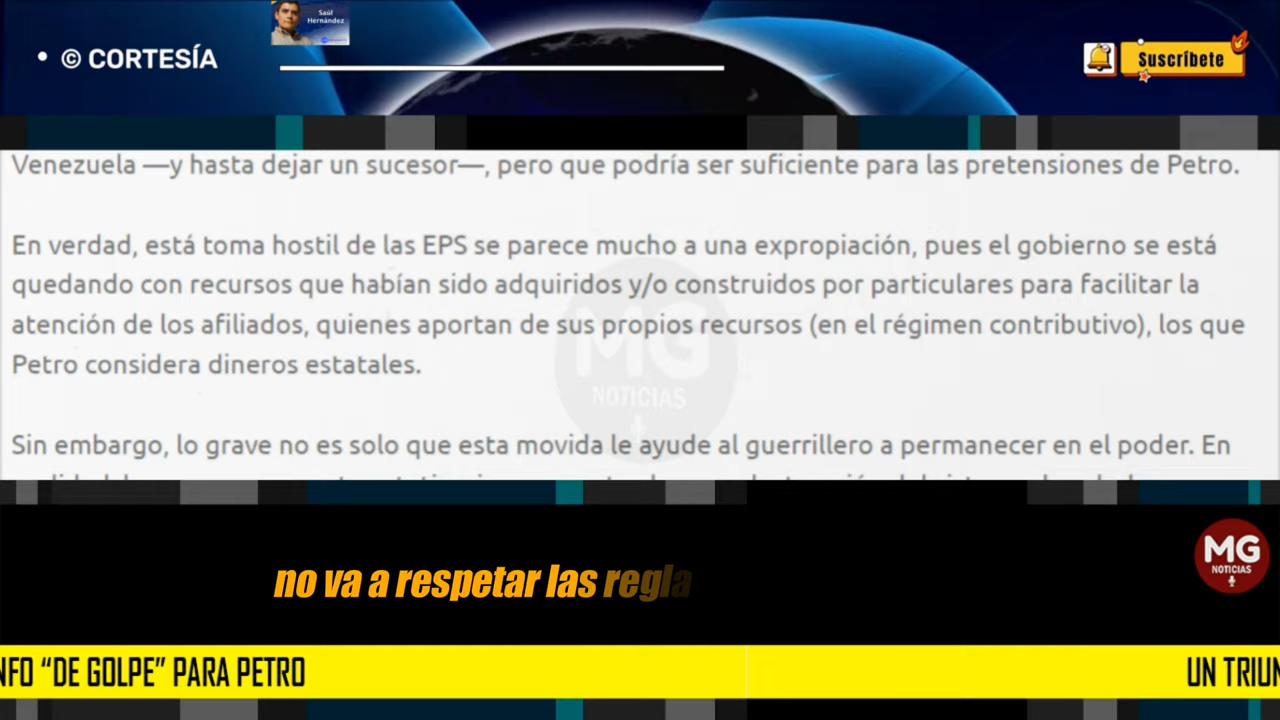 Saúl
Hernández
• © CORTESÍA
Suscríbete
Venezuela —y hasta dejar un sucesor—, pero que podría ser suficiente para las pretensiones de Petro.
En verdad, está toma hostil de las EPS se parece mucho a una expropiación, pues el gobierno se está
quedando con recursos que habían sido adquiridos y/o construidos por particulares para facilitar la
atención de los afiliados, quienes aportan de sus propios recursos (en el régimen contributivo), los que
Petro considera dineros estatales.
MG
NOTICIAS
Sin embargo, lo grave no es solo que esta movida le ayude al guerrillero a permanecer en el poder. En
no va a respetar las regla
MG
NOTICIAS
NFO “DE GOLPE” PARA PETRO
UN TRIUN